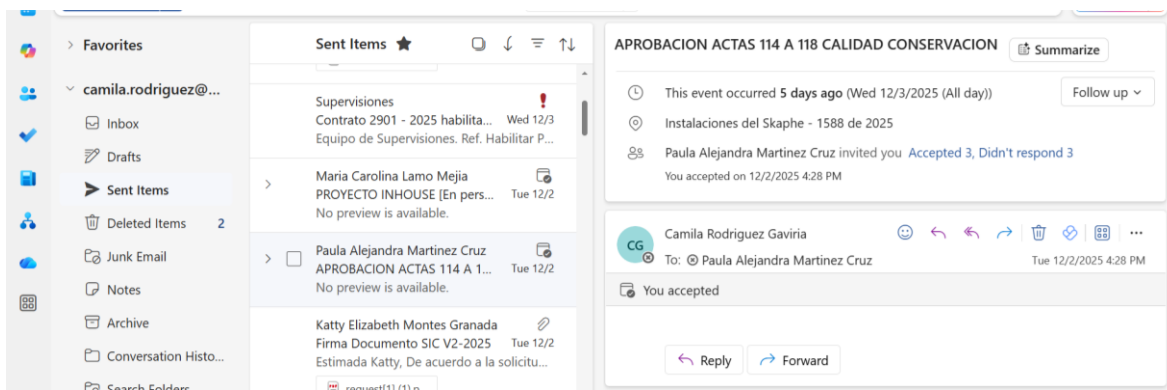 Favorites
camila.rodriguez@...
Inbox
Drafts
Sent Items
Deleted Items 2
Junk Email
Notes
Archive
Conversation Histo...
Search Folders
Sent Items
Supervisiones
Contrato 2901 - 2025 habilita... Wed 12/3
Equipo de Supervisiones. Ref. Habilitar P...
Maria Carolina Lamo Mejia
PROYECTO INHOUSE [En pers... Tue 12/2
No preview is available.
Paula Alejandra Martinez Cruz
APROBACION ACTAS 114 A 1... Tue 12/2
No preview is available.
Katty Elizabeth Montes Granada
Firma Documento SIC V2-2025 Tue 12/2
Estimada Katty, De acuerdo a la solicitu...
request[1] (1).p...
APROBACION ACTAS 114 A 118 CALIDAD CONSERVACION Summarize
This event occurred 5 days ago (Wed 12/3/2025 (All day)) Follow up
Instalaciones del Skaphe - 1588 de 2025
Paula Alejandra Martinez Cruz invited you Accepted 3, Didn't respond 3
You accepted on 12/2/2025 4:28 PM
CG
Camila Rodriguez Gaviria
To: Paula Alejandra Martinez Cruz Tue 12/2/2025 4:28 PM
You accepted
Reply Forward